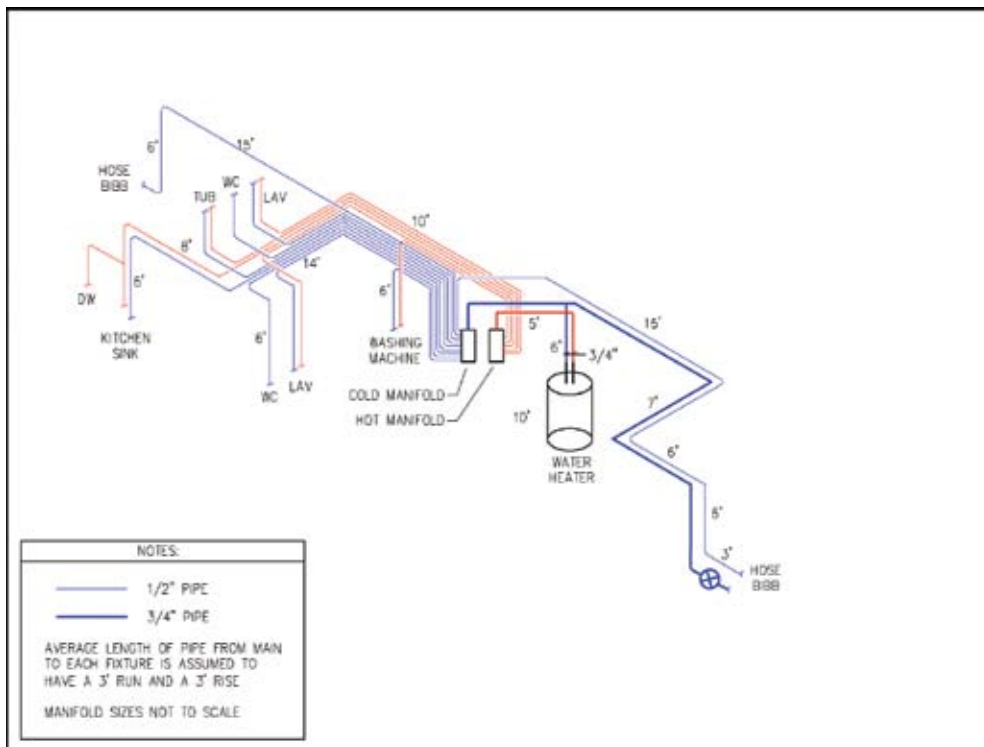 15'
6'
HOSE
BIBB
WC
TUB
LAV
10'
8'
14'
DW
6'
KITCHEN
SINK
6'
WC
LAV
6'
BASHING
MACHINE
COLD MANIFOLD
HOT MANIFOLD
5'
6'
3/4"
10'
WATER
HEATER
15'
7'
6'
3'
HOSE
BIBB
NOTES:
1/2" PIPE
3/4" PIPE
AVERAGE LENGTH OF PIPE FROM MAIN
TO EACH FIXTURE IS ASSUMED TO
HAVE A 3' RUN AND A 3' RISE
MANIFOLD SIZES NOT TO SCALE